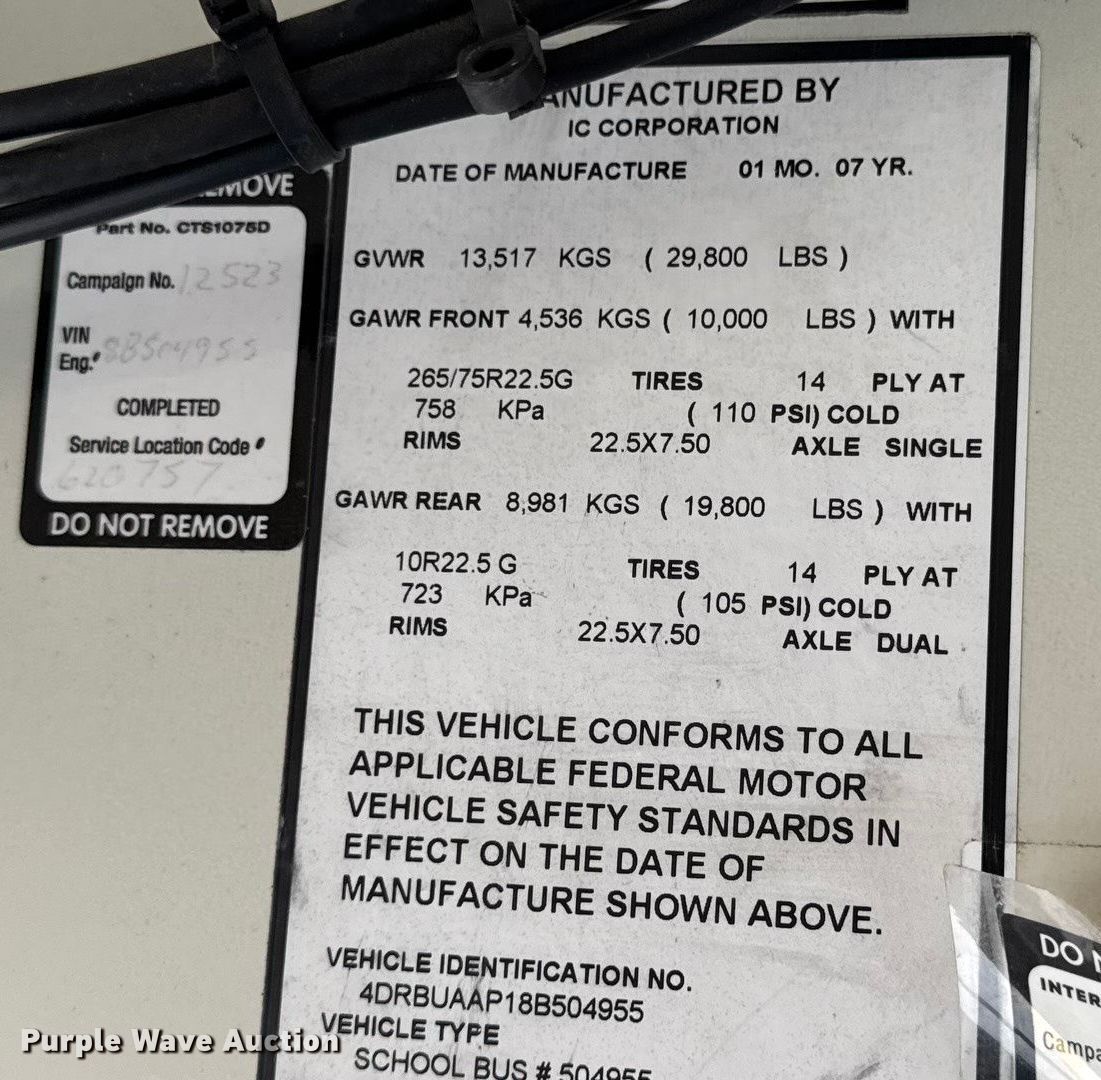 MANUFACTURED BY
IC CORPORATION
DATE OF MANUFACTURE 01 MO. 07 YR.
GVWR 13,517 KGS ( 29,800 LBS )
GAWR FRONT 4,536 KGS ( 10,000 LBS ) WITH
265/75R22.5G TIRES 14 PLY AT
758 KPa ( 110 PSI) COLD
RIMS 22.5X7.50 AXLE SINGLE
GAWR REAR 8,981 KGS ( 19,800 LBS ) WITH
10R22.5 G TIRES 14 PLY AT
723 KPa ( 105 PSI) COLD
RIMS 22.5X7.50 AXLE DUAL
THIS VEHICLE CONFORMS TO ALL
APPLICABLE FEDERAL MOTOR
VEHICLE SAFETY STANDARDS IN
EFFECT ON THE DATE OF
MANUFACTURE SHOWN ABOVE.
VEHICLE IDENTIFICATION NO.
4DRBUAAP18B504955
VEHICLE TYPE
SCHOOL BUS # 504955
REMOVE
Part No. CTS1075D
Campaign No. 12523
VIN
Eng.# 8B504955
COMPLETED
Service Location Code #
620757
DO NOT REMOVE
DO
INTER
Campa
Purple Wave Auction